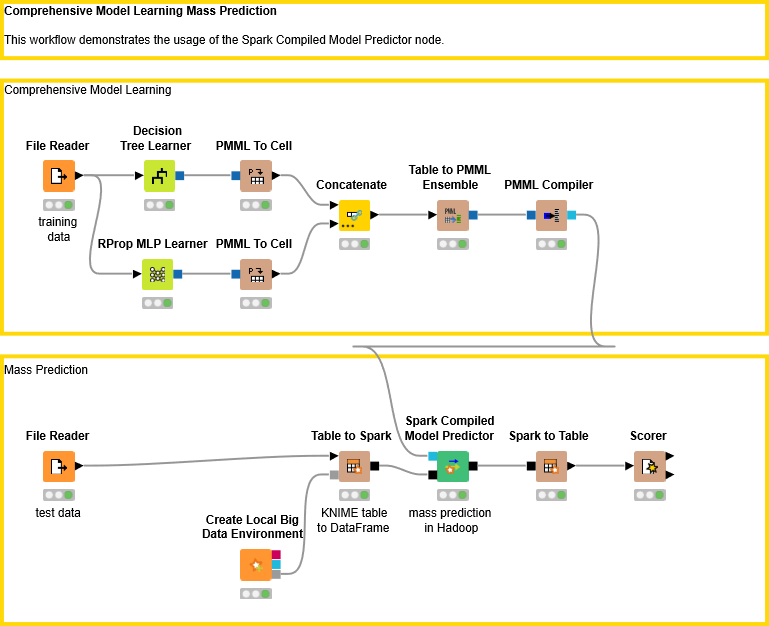 Comprehensive Model Learning Mass Prediction
This workflow demonstrates the usage of the Spark Compiled Model Predictor node.
Comprehensive Model Learning
File Reader
training
data
Decision
Tree Learner
PMML To Cell
RProp MLP Learner
PMML To Cell
Concatenate
Table to PMML
Ensemble
PMML Compiler
Mass Prediction
File Reader
test data
Create Local Big
Data Environment
Table to Spark
KNIME table
to DataFrame
Spark Compiled
Model Predictor
mass prediction
in Hadoop
Spark to Table
Scorer